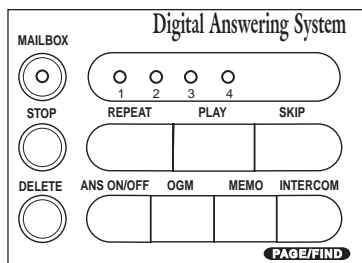 Digital Answering System
MAILBOX
1 2 3 4
STOP REPEAT PLAY SKIP
DELETE ANS ON/OFF OGM MEMO INTERCOM
PAGE/FIND